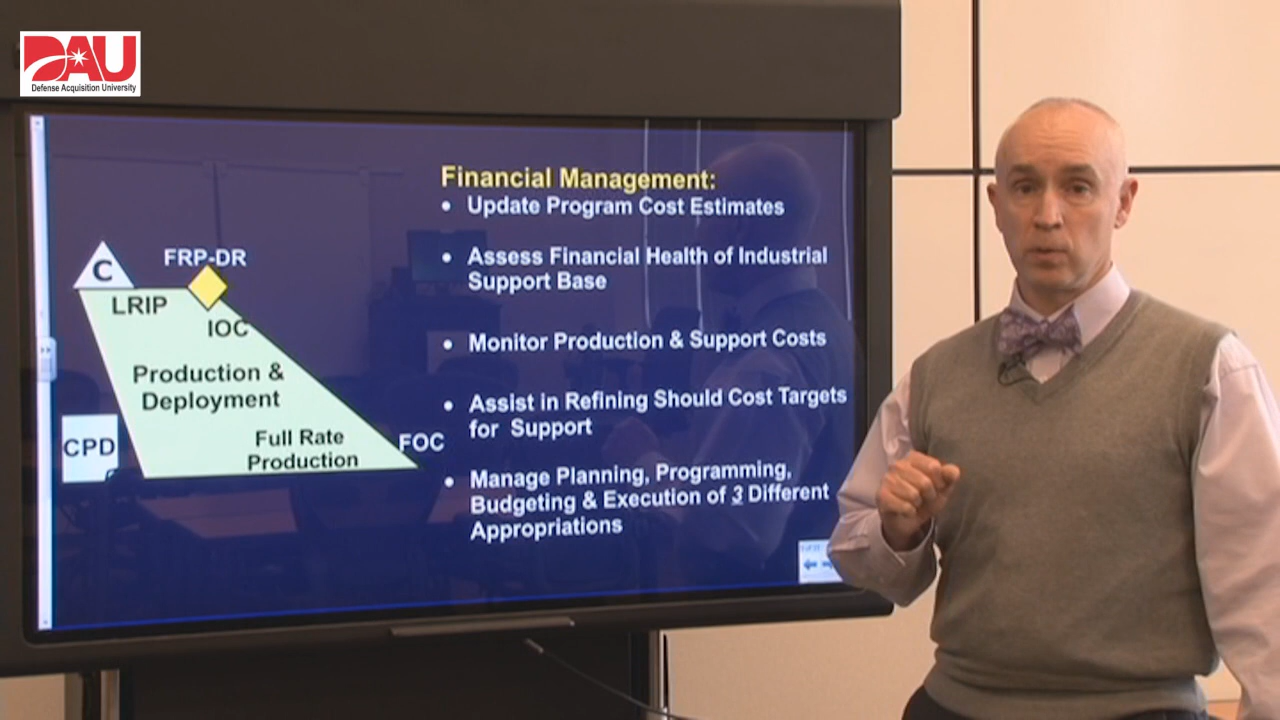 DAU
Defense Acquisition University
Financial Management:
• Update Program Cost Estimates
• Assess Financial Health of Industrial
Support Base
• Monitor Production & Support Costs
• Assist in Refining Should Cost Targets
for Support
• Manage Planning, Programming,
Budgeting & Execution of 3 Different
Appropriations
C
FRP-DR
LRIP
IOC
Production &
Deployment
CPD
Full Rate
Production
FOC